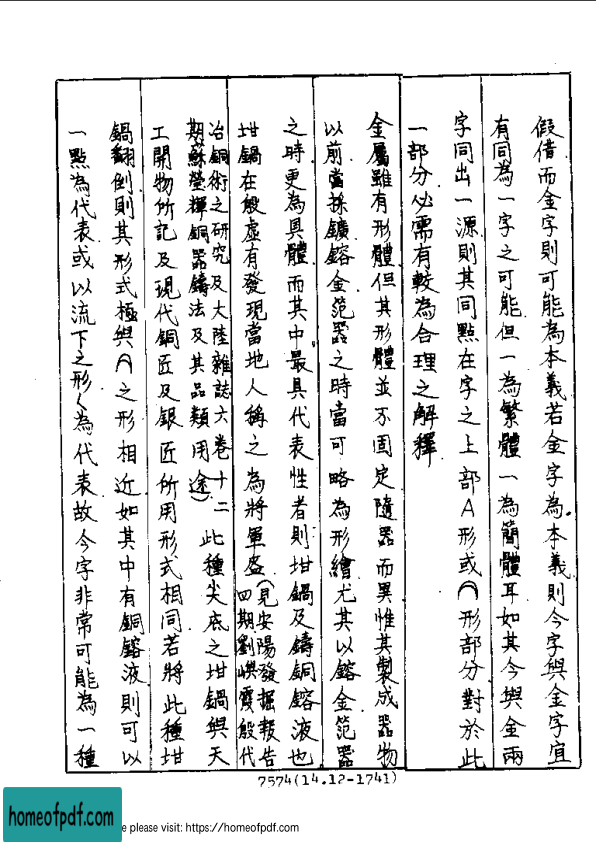 假借而金字則可能為本義若金字為本義則今字與金字宜
有同為一字之可能但一為繁體一為簡體耳如其今與金兩
字同出一源則其同點在字之上部A形或⋂形部分對於此
一部分必需有較為合理之解釋
金屬雖有形體但其形體並不固定隨器而異惟其製成器物
以前當採鑛鎔金范器之時當可略為形繪尤其以鎔金范器
之時更為具體而其中最具代表性者則坩鍋及鑄銅鎔液也
坩鍋在殷虛有發現當地人稱之為將軍盔(見安陽發掘報告
四期劉嶼霞殷代
冶銅術之研究及大陸雜誌六卷十二
期蘇瑩輝銅器鑄法及其品類用途)此種尖底之坩鍋與天
工開物所記及現代銅匠及銀匠所用形式相同若將此種坩
鍋翻倒則其形式極與⋂之形相近如其中有銅鎔液則可以
一點為代表或以流下之形く為代表故今字非常可能為一種
7574(14.12-1741)
homeofpdf.com
e please visit: https://homeofpdf.com